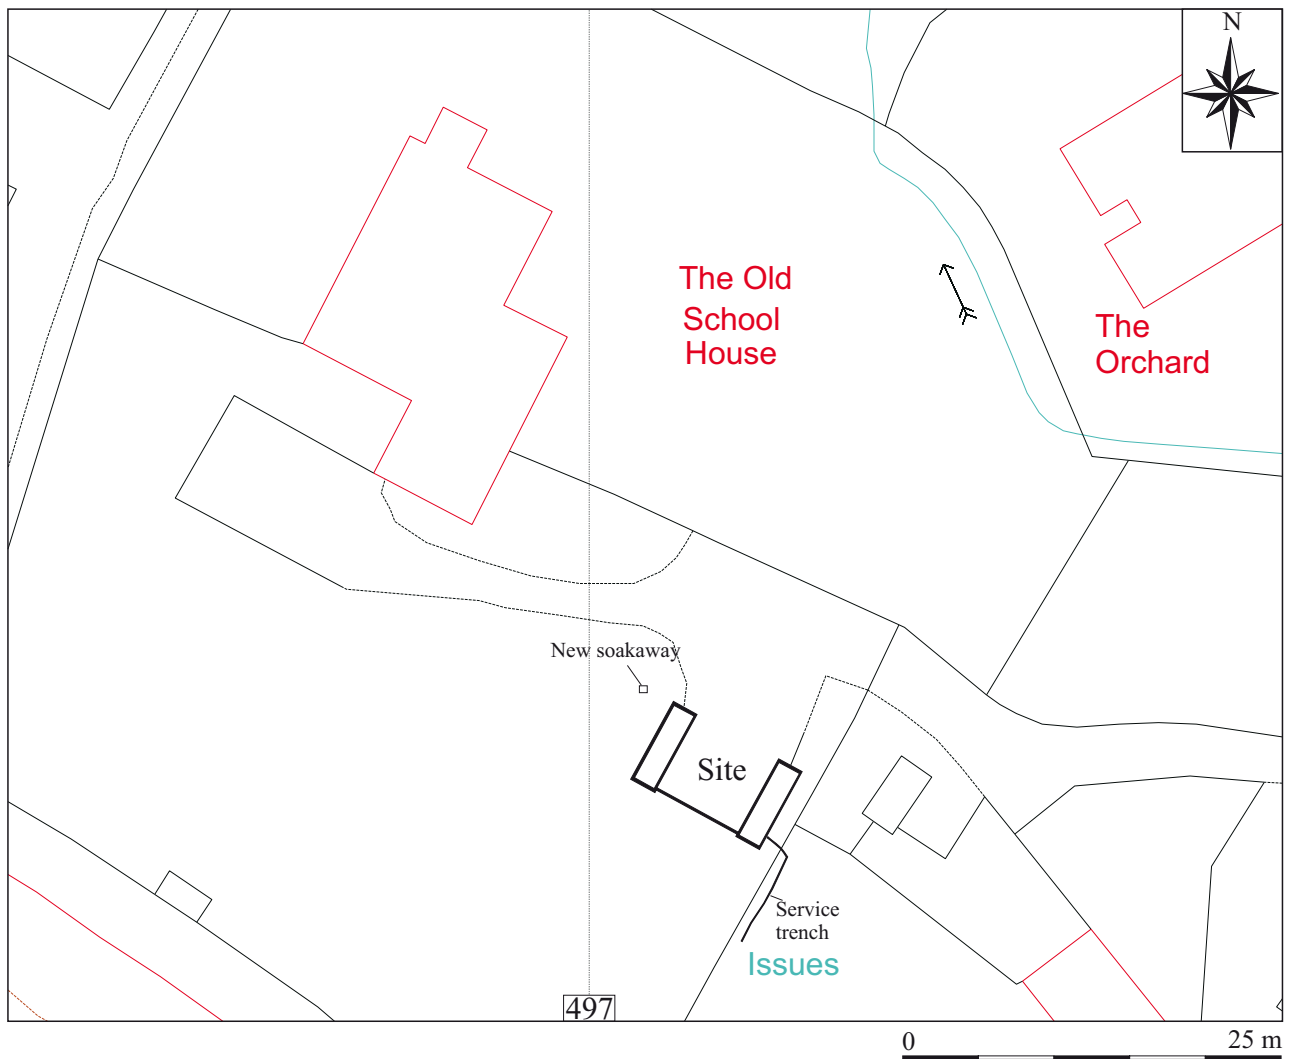 N
The Old
School
House
The
Orchard
New soakaway
Site
Service
trench
Issues
497
0 25 m